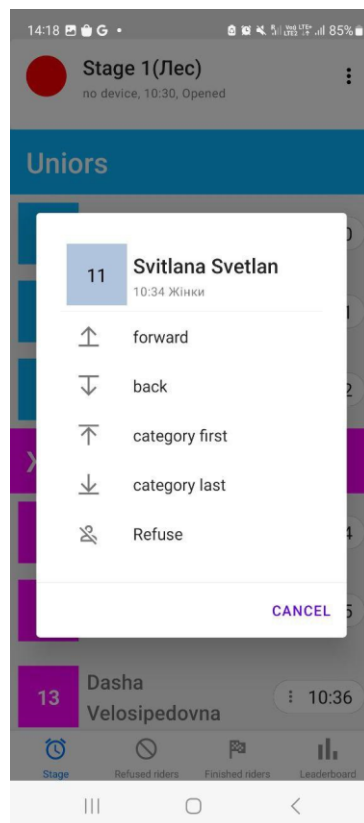 14:18 G 85%
Stage 1(Лес)
no device, 10:30, Opened
Uniors
11
Svitlana Svetlan
10:34 Жінки
forward
back
category first
category last
Refuse
CANCEL
13
Dasha
Velosipedovna
10:36
Stage Refused riders Finished riders Leaderboard